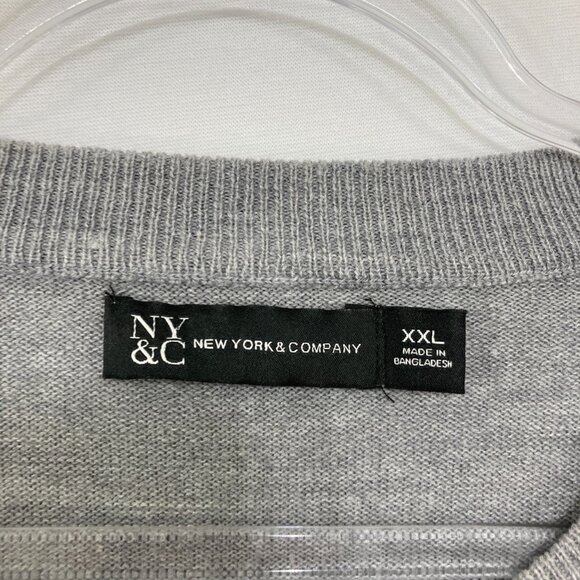 NY
&C
NEW YORK & COMPANY
XXL
MADE IN
BANGLADESH